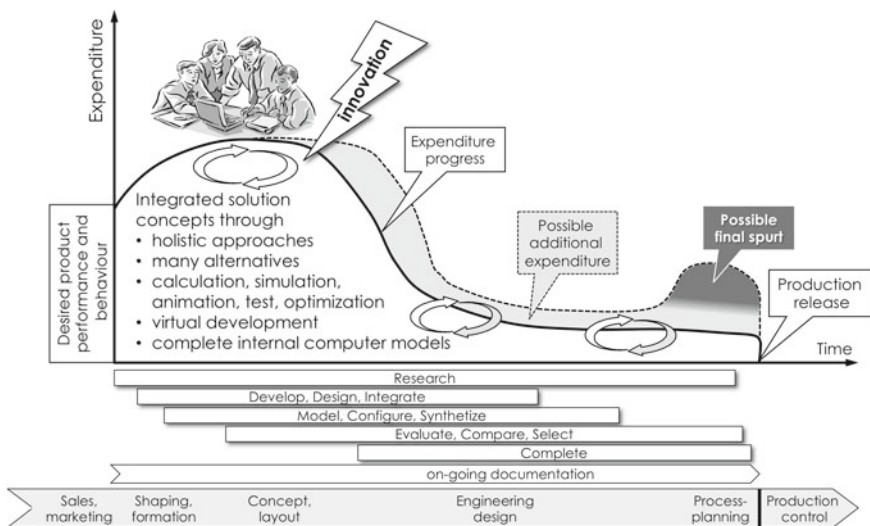 Expenditure
innovation
Expenditure
progress
Integrated solution
concepts through
• holistic approaches
• many alternatives
• calculation, simulation,
animation, test, optimization
• virtual development
• complete internal computer models
Desired product
performance and
behaviour
Possible
additional
expenditure
Possible
final spurt
Production
release
Time
Research
Develop, Design, Integrate
Model, Configure, Synthetize
Evaluate, Compare, Select
Complete
on-going documentation
Sales,
marketing
Shaping,
formation
Concept,
layout
Engineering
design
Process-
planning
Production
control